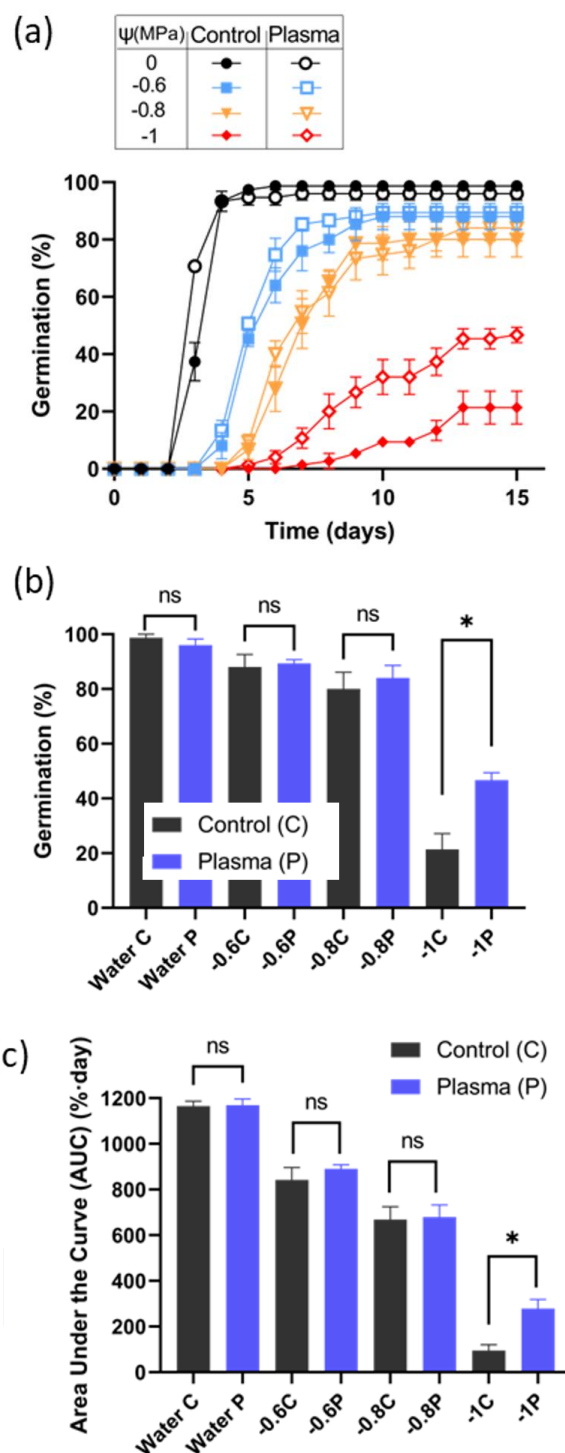 (a)
Ψ(MPa) Control Plasma
0
-0.6
-0.8
-1
100
80
60
40
20
0
Germination (%)
0 5 10 15
Time (days)
(b)
ns ns ns *
100
80
60
40
20
0
Germination (%)
Control (C)
Plasma (P)
Water C Water P -0.6C -0.6P -0.8C -0.8P -1C -1P
c)
Control (C)
Plasma (P)
ns ns ns *
1200
1000
800
600
400
200
0
Area Under the Curve (AUC) (%·day)
Water C Water P -0.6C -0.6P -0.8C -0.8P -1C -1P